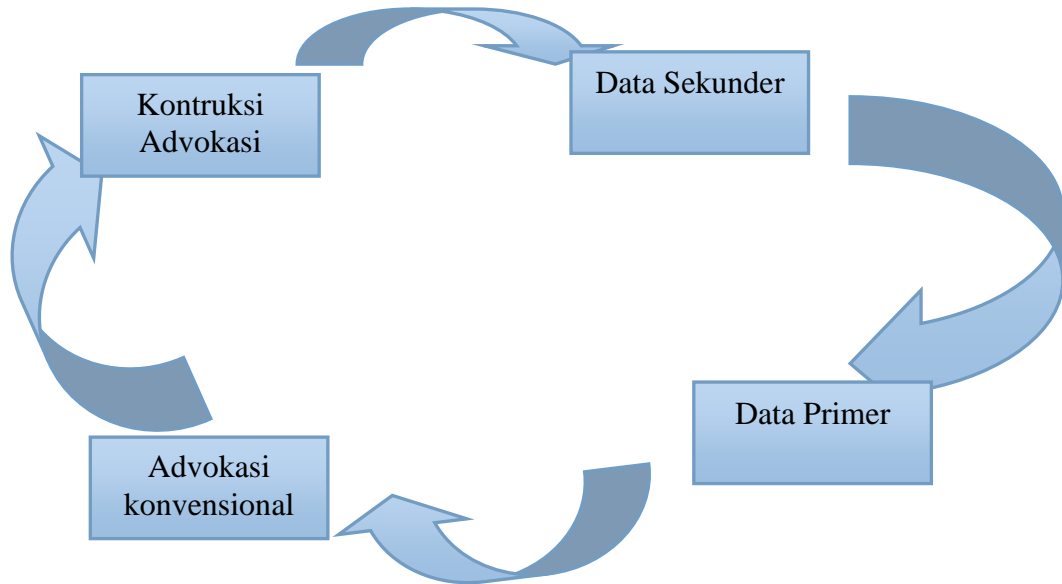 Kontruksi
Advokasi
Data Sekunder
Data Primer
Advokasi
konvensional